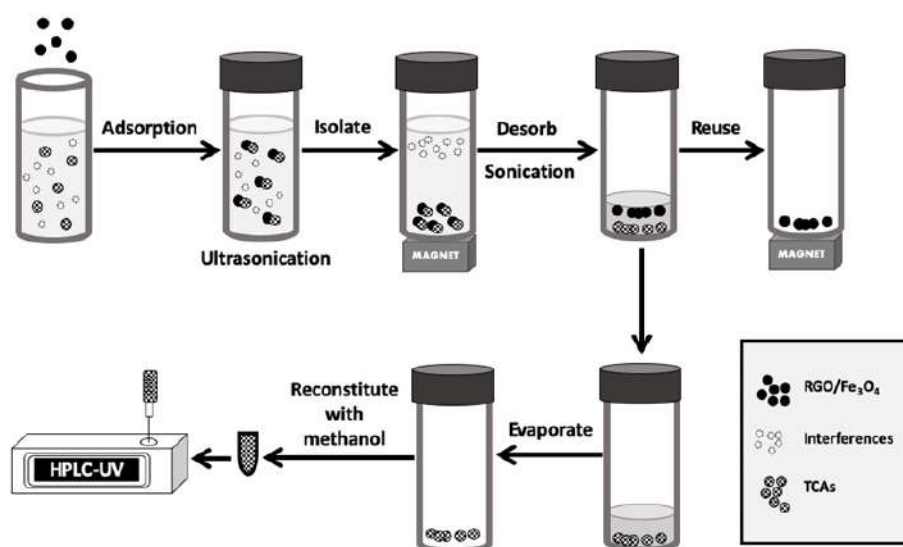 Adsorption
Isolate
Desorb
Sonication
Reuse
Ultrasonication
MAGNET
MAGNET
Reconstitute
with
methanol
Evaporate
HPLC-UV
RGO/Fe₃O₄
Interferences
TCAs